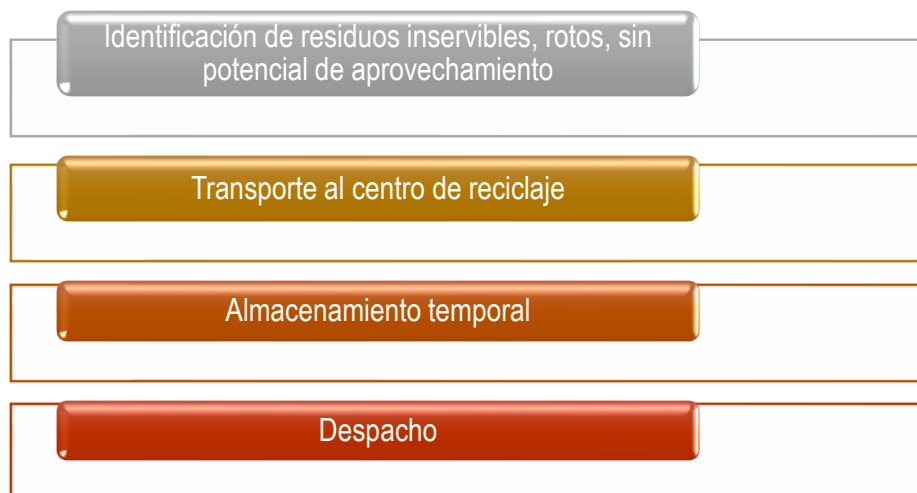 Identificación de residuos inservibles, rotos, sin
potencial de aprovechamiento
Transporte al centro de reciclaje
Almacenamiento temporal
Despacho